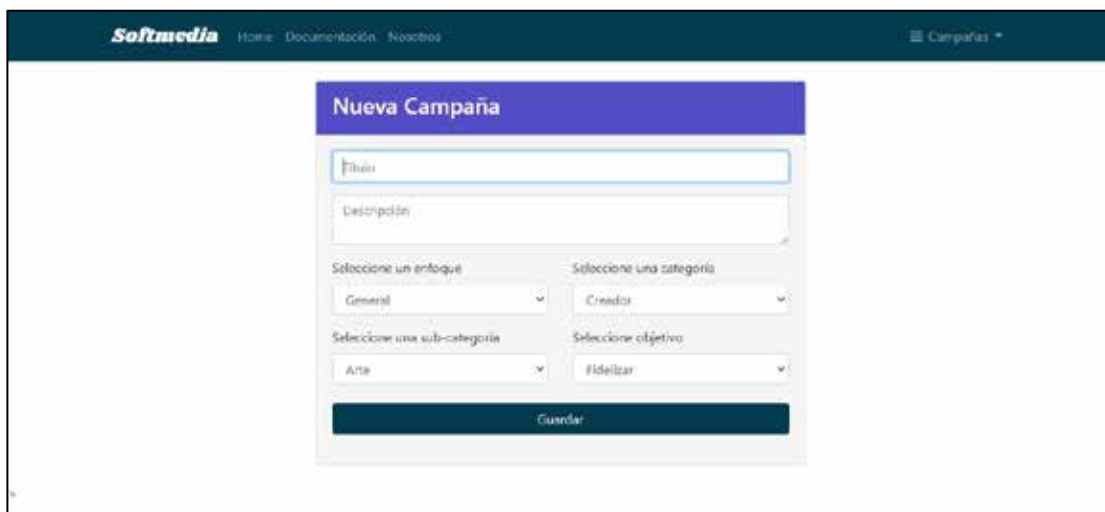 Softmedia Home Documentación Nosotros Campañas
Nueva Campaña
Título
Descripción
Seleccione un enfoque Seleccione una categoría
General Creador
Seleccione una sub-categoría Seleccione objetivo
Arte Fidelizar
Guardar